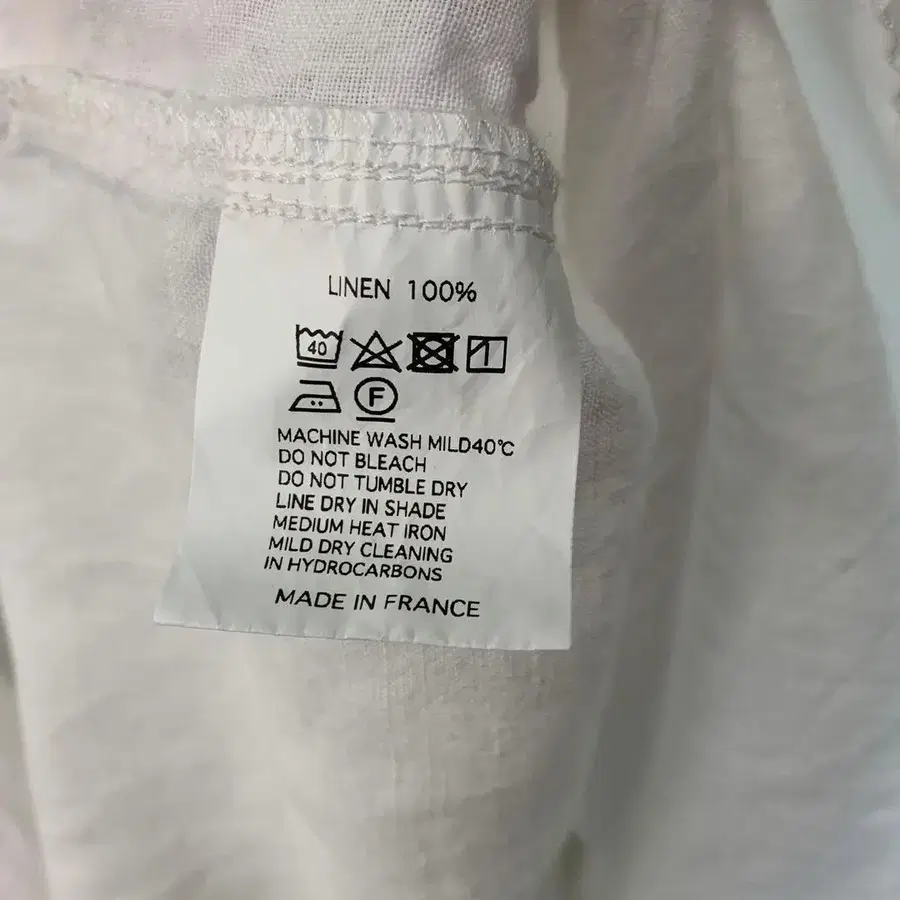 LINEN 100%
40
F
MACHINE WASH MILD40℃
DO NOT BLEACH
DO NOT TUMBLE DRY
LINE DRY IN SHADE
MEDIUM HEAT IRON
MILD DRY CLEANING
IN HYDROCARBONS
MADE IN FRANCE